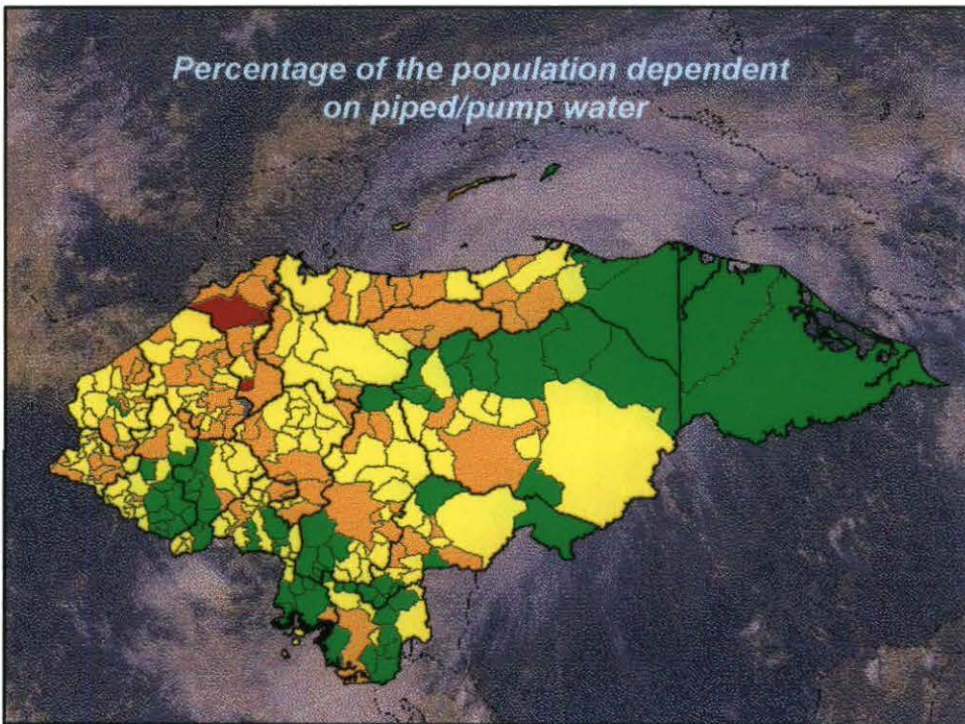 Percentage of the population dependent
on piped/pump water